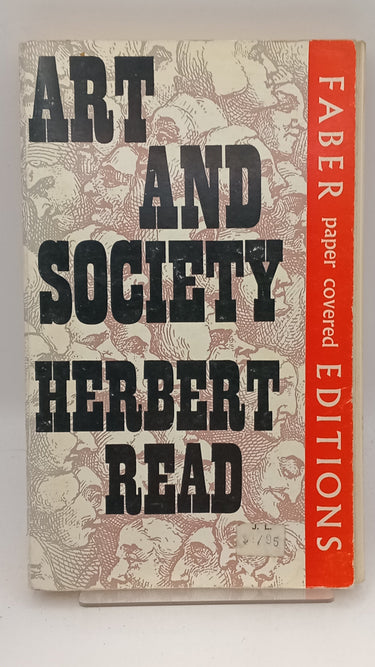 ART
AND
SOCIETY
HERBERT
READ
FABER paper covered EDITIONS
J. L.